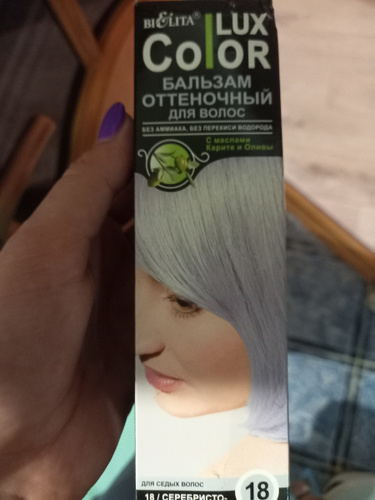 BIELITA LUX
COLOR
БАЛЬЗАМ
ОТТЕНОЧНЫЙ
ДЛЯ ВОЛОС
БЕЗ АММИАКА, БЕЗ ПЕРЕКИСИ ВОДОРОДА
С маслами
Карите и Оливы
ДЛЯ СЕДЫХ ВОЛОС
18 / СЕРЕБРИСТО-
18